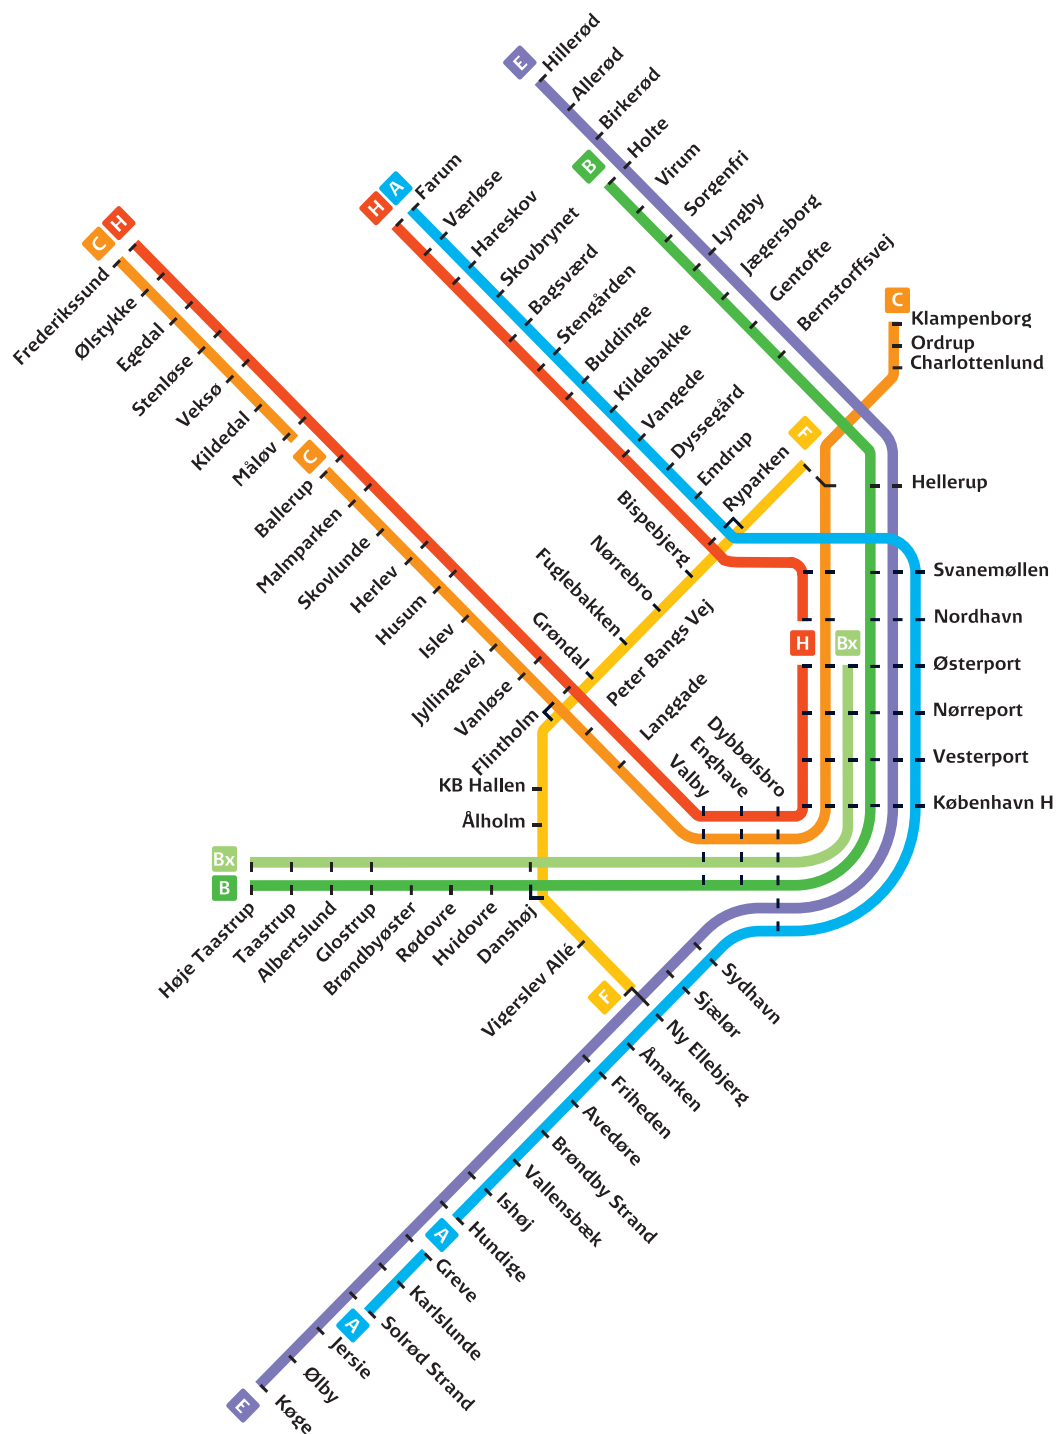 E
Hillerød
Allerød
Birkerød
Holte
B
Virum
Sorgenfri
Lyngby
Jægersborg
Gentofte
Bernstorffsvej
H
A
Farum
Værløse
Hareskov
Skovbrynet
Bagsværd
Stengården
Buddinge
Kildebakke
Vangede
Dyssegård
Emdrup
Ryparken
F
C
Klampenborg
Ordrup
Charlottenlund
Hellerup
C
H
Frederikssund
Ølstykke
Egedal
Stenløse
Veksø
Kildedal
Måløv
C
Ballerup
Malmparken
Skovlunde
Herlev
Husum
Islev
Jyllingevej
Vanløse
Flintholm
Bispebjerg
Nørrebro
Fuglebakken
Grøndal
Peter Bangs Vej
Langgade
Valby
Enghave
Dybbølsbro
H
Bx
Svanemøllen
Nordhavn
Østerport
Nørreport
Vesterport
København H
KB Hallen
Ålholm
Bx
B
Høje Taastrup
Taastrup
Albertslund
Glostrup
Brøndbyøster
Rødovre
Hvidovre
Danshøj
Vigerslev Allé
F
Sydhavn
Sjælør
Ny Ellebjerg
Åmarken
Friheden
Avedøre
Brøndby Strand
Vallensbæk
Ishøj
Hundige
A
Greve
Karlslunde
Solrød Strand
A
Jersie
Ølby
Køge
E